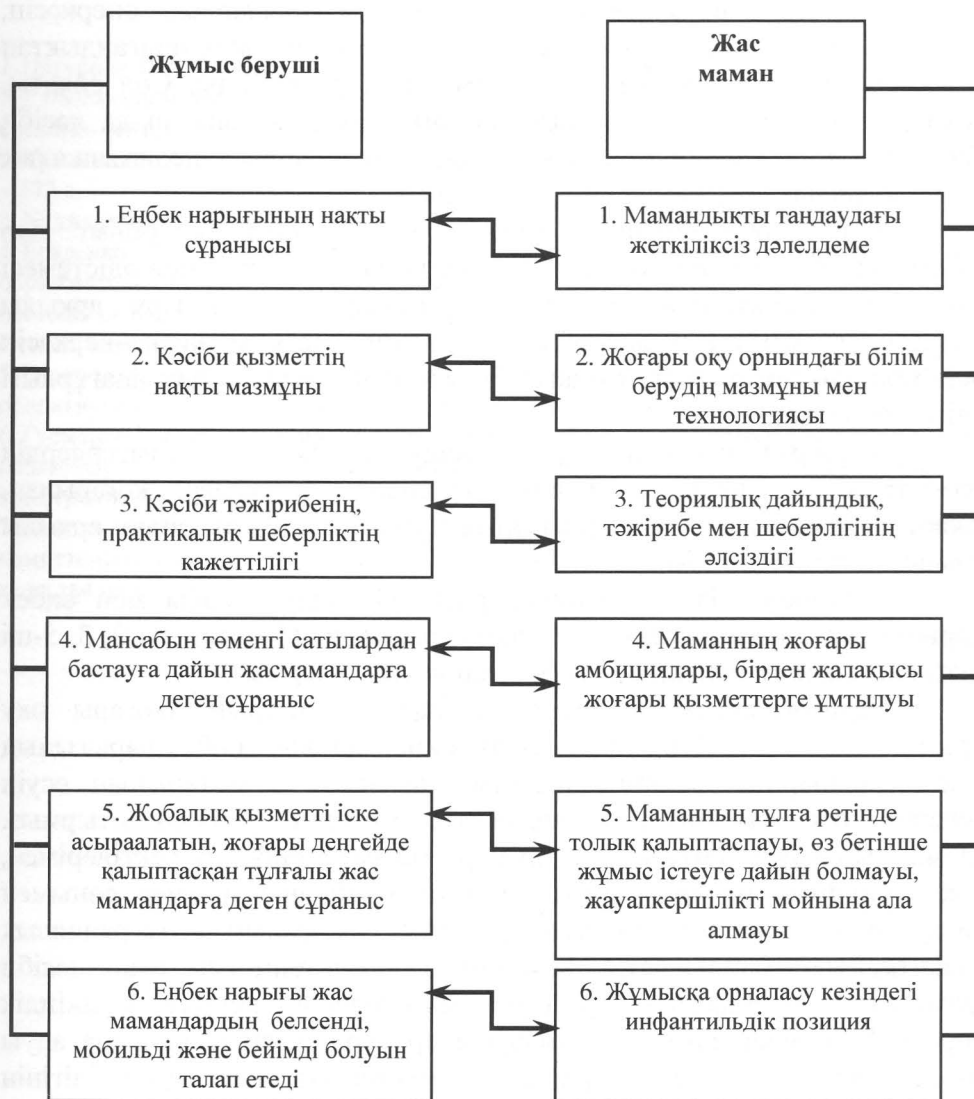 Жұмыс беруші
Жас
маман
1. Еңбек нарығының нақты
сұранысы
1. Мамандықты таңдаудағы
жеткіліксіз дәлелдеме
2. Кәсіби қызметтің
нақты мазмұны
2. Жоғары оқу орнындағы білім
берудің мазмұны мен
технологиясы
3. Кәсіби тәжірибенің,
практикалық шеберліктің
қажеттілігі
3. Теориялық дайындық,
тәжірибе мен шеберлігінің
әлсіздігі
4. Мансабын төменгі сатылардан
бастауға дайын жасмамандарға
деген сұраныс
4. Маманның жоғары
амбициялары, бірден жалақысы
жоғары қызметтерге ұмтылуы
5. Жобалық қызметті іске
асыраалатын, жоғары деңгейде
қалыптасқан тұлғалы жас
мамандарға деген сұраныс
5. Маманның тұлға ретінде
толық қалыптаспауы, өз бетінше
жұмыс істеуге дайын болмауы,
жауапкершілікті мойнына ала
алмауы
6. Еңбек нарығы жас
мамандардың белсенді,
мобильді және бейімді болуын
талап етеді
6. Жұмысқа орналасу кезіндегі
инфантильдік позиция